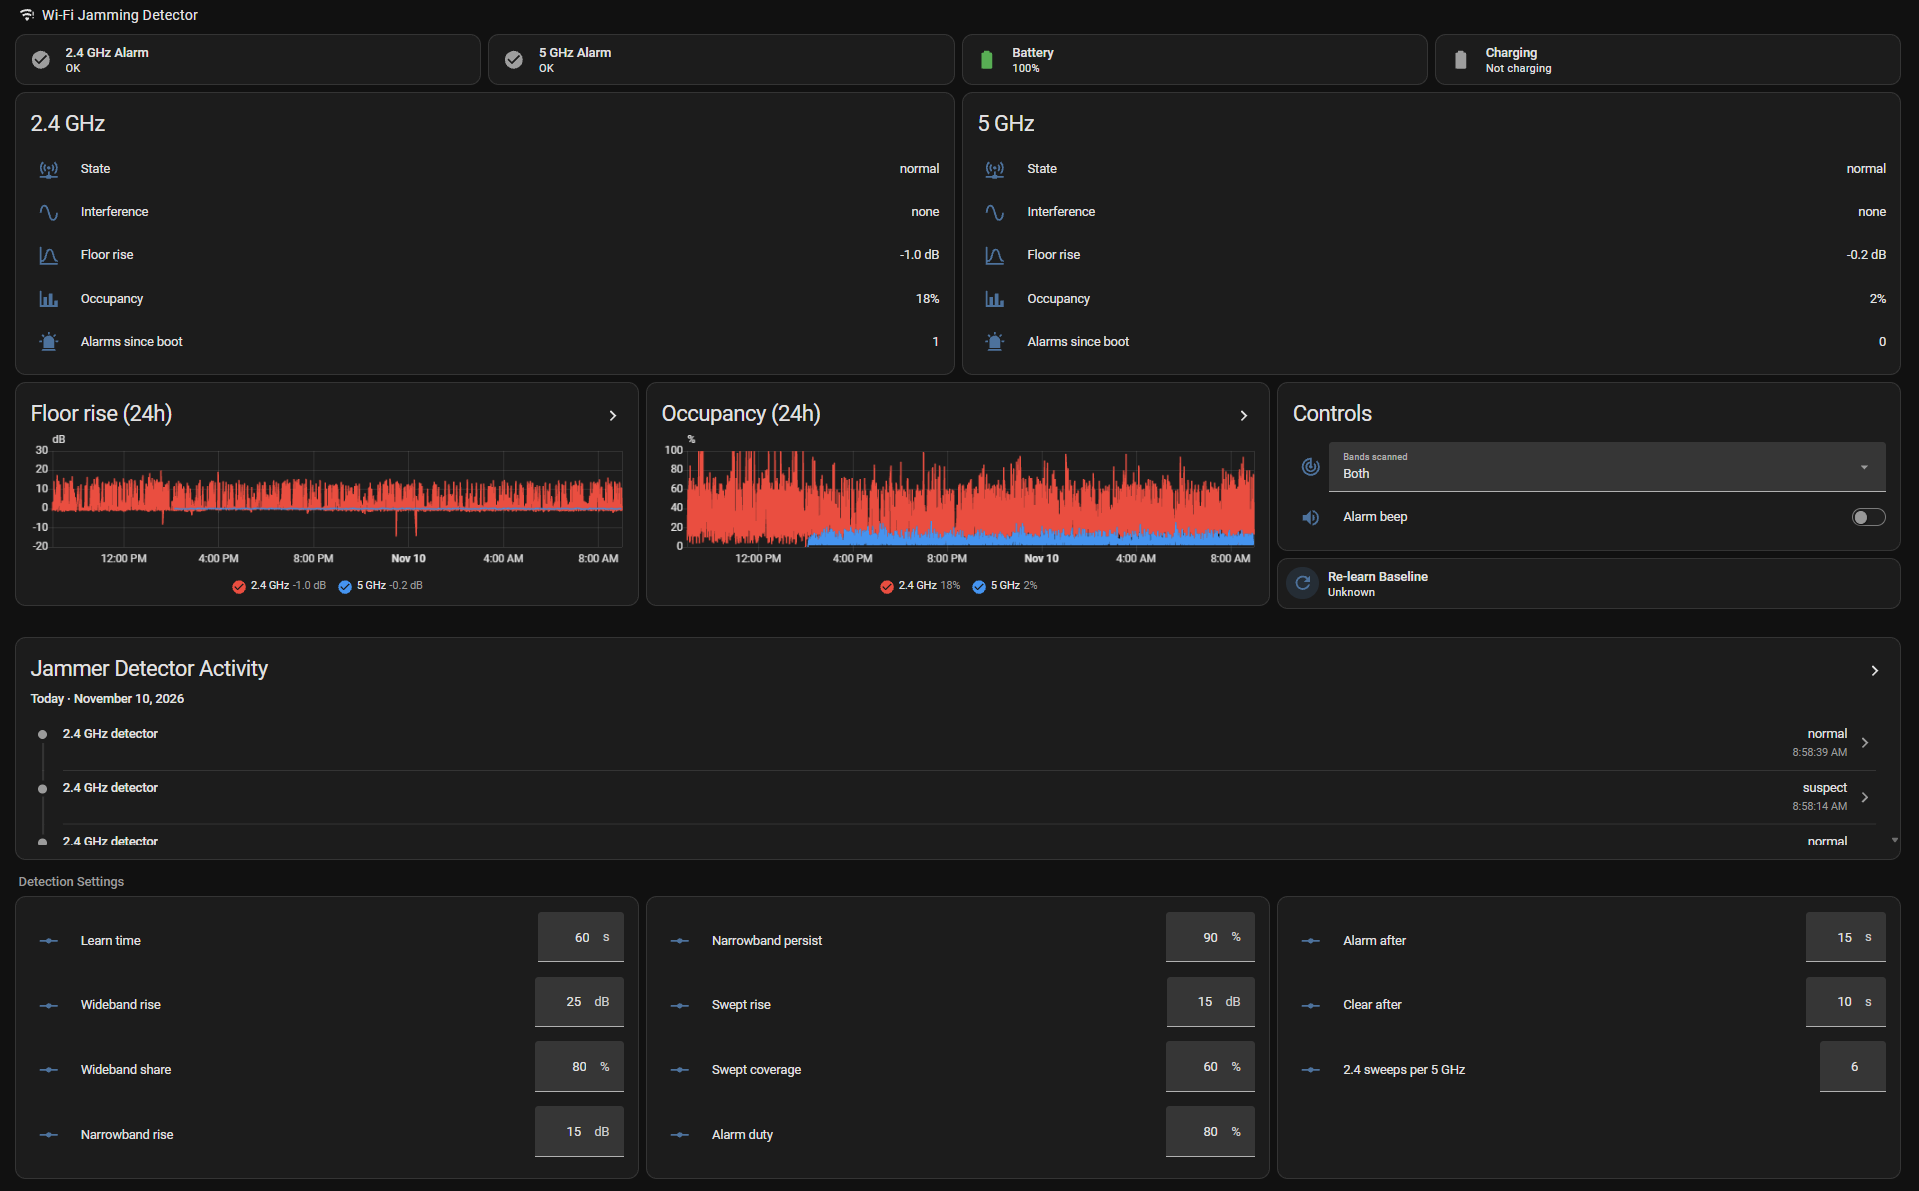 Wi-Fi Jamming Detector
2.4 GHz Alarm
OK
5 GHz Alarm
OK
Battery
100%
Charging
Not charging
2.4 GHz
State normal
Interference none
Floor rise -1.0 dB
Occupancy 18%
Alarms since boot 1
5 GHz
State normal
Interference none
Floor rise -0.2 dB
Occupancy 2%
Alarms since boot 0
Floor rise (24h)
dB
30
20
10
0
-10
-20
12:00 PM 4:00 PM 8:00 PM Nov 10 4:00 AM 8:00 AM
2.4 GHz -1.0 dB 5 GHz -0.2 dB
Occupancy (24h)
%
100
80
60
40
20
0
12:00 PM 4:00 PM 8:00 PM Nov 10 4:00 AM 8:00 AM
2.4 GHz 18% 5 GHz 2%
Controls
Bands scanned
Both
Alarm beep
Re-learn Baseline
Unknown
Jammer Detector Activity
Today · November 10, 2026
2.4 GHz detector normal
8:58:39 AM
2.4 GHz detector suspect
8:58:14 AM
2.4 GHz detector normal
Detection Settings
Learn time 60 s
Wideband rise 25 dB
Wideband share 80 %
Narrowband rise 15 dB
Narrowband persist 90 %
Swept rise 15 dB
Swept coverage 60 %
Alarm duty 80 %
Alarm after 15 s
Clear after 10 s
2.4 sweeps per 5 GHz 6